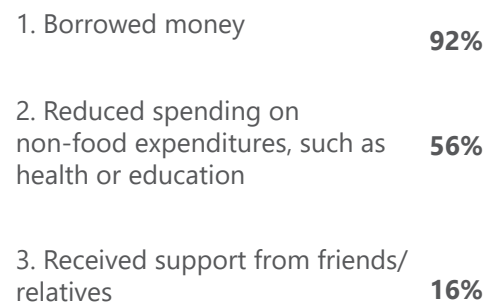 1. Borrowed money
92%
2. Reduced spending on
non-food expenditures, such as
health or education
56%
3. Received support from friends/
relatives
16%